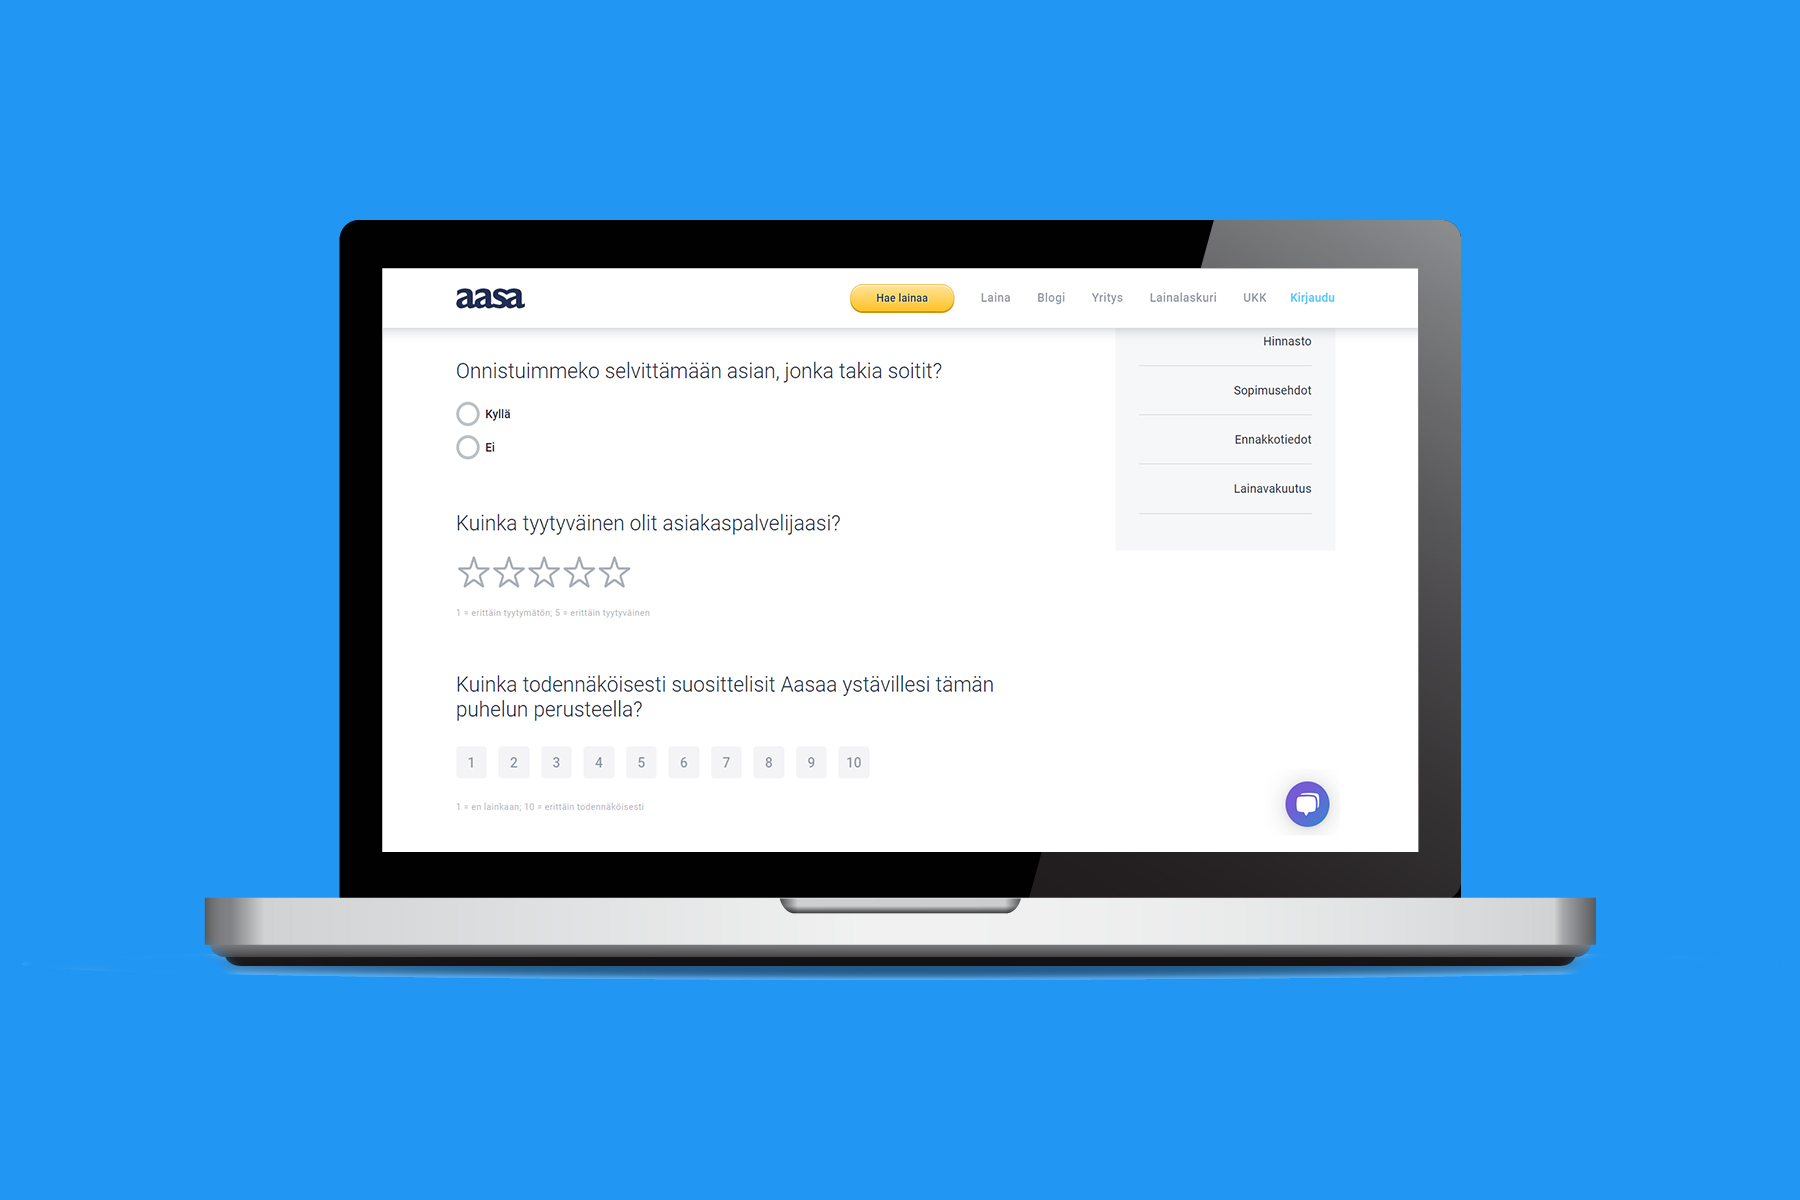 aasa
Hae lainaa Laina Blogi Yritys Lainalaskuri UKK Kirjaudu
Hinnasto
Sopimusehdot
Ennakkotiedot
Lainavakuutus
Onnistuimmeko selvittämään asian, jonka takia soitit?
Kyllä
Ei
Kuinka tyytyväinen olit asiakaspalvelijaasi?
1 = erittäin tyytymätön; 5 = erittäin tyytyväinen
Kuinka todennäköisesti suosittelisit Aasaa ystävillesi tämän
puhelun perusteella?
1 2 3 4 5 6 7 8 9 10
1 = en lainkaan; 10 = erittäin todennäköisesti